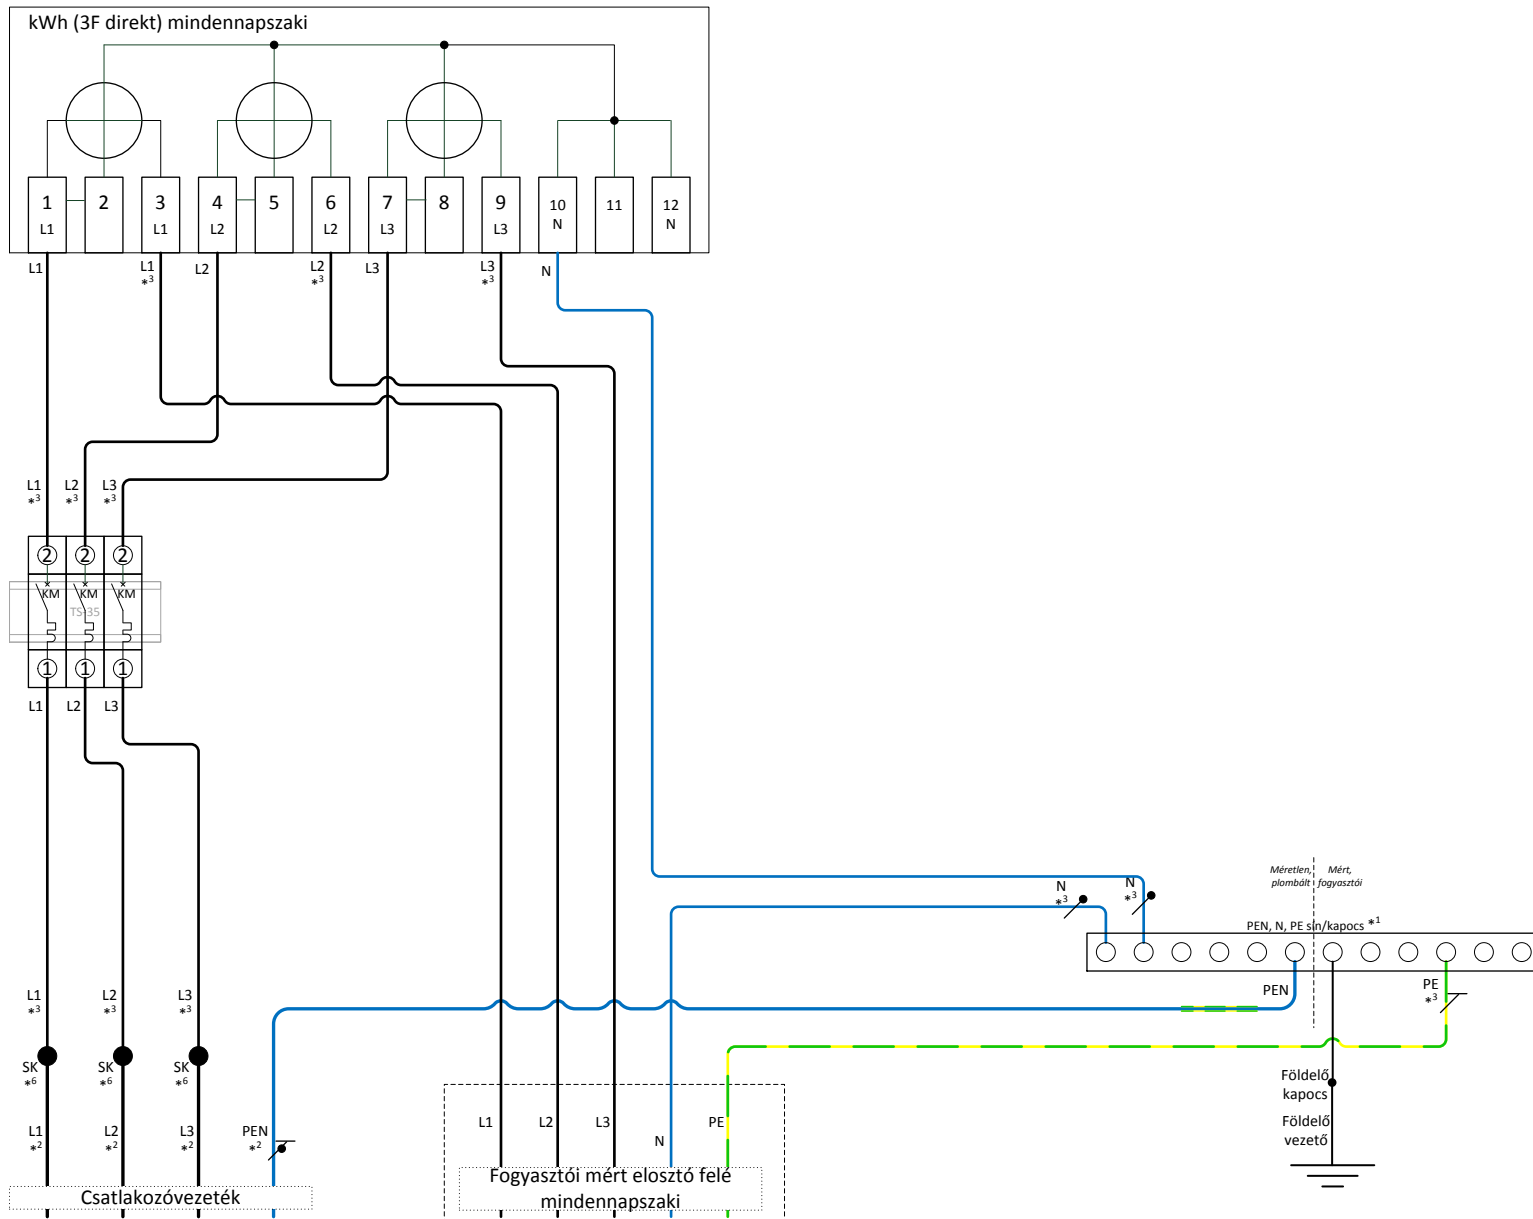 kWh (3F direkt) mindennapszaki
1 2 3 4 5 6 7 8 9 10 11 12
L1 L1 L2 L2 L3 L3 N N
L1 L1 L2 L2 L3 L3 N
*3 *3 *3
L1 L2 L3
*3 *3 *3
2 2 2
KM KM KM
TS-35
1 1 1
L1 L2 L3
Méretlen, Mért,
plombált fogyasztói
N N
*3 *3
PEN, N, PE sín/kapocs *1
PEN PE
*3
L1 L2 L3
*3 *3 *3
SK SK SK
*6 *6 *6
Földelő
kapocs
L1 L2 L3 PEN
*2 *2 *2 *2
L1 L2 L3 N PE
Földelő
vezető
Csatlakozóvezeték
Fogyasztói mért elosztó felé
mindennapszaki